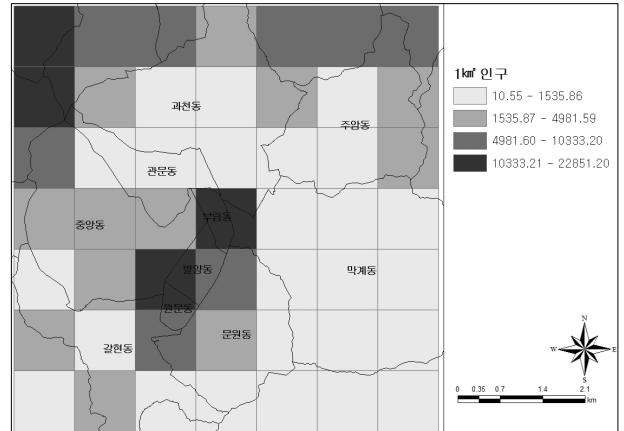 1㎢ 인구
10.55 - 1535.86
1535.87 - 4981.59
4981.60 - 10333.20
10333.21 - 22851.20
과천동
주암동
관문동
중앙동
부림동
별양동
막계동
원문동
문원동
갈현동
N
W
E
S
0 0.35 0.7 1.4 2.1
km